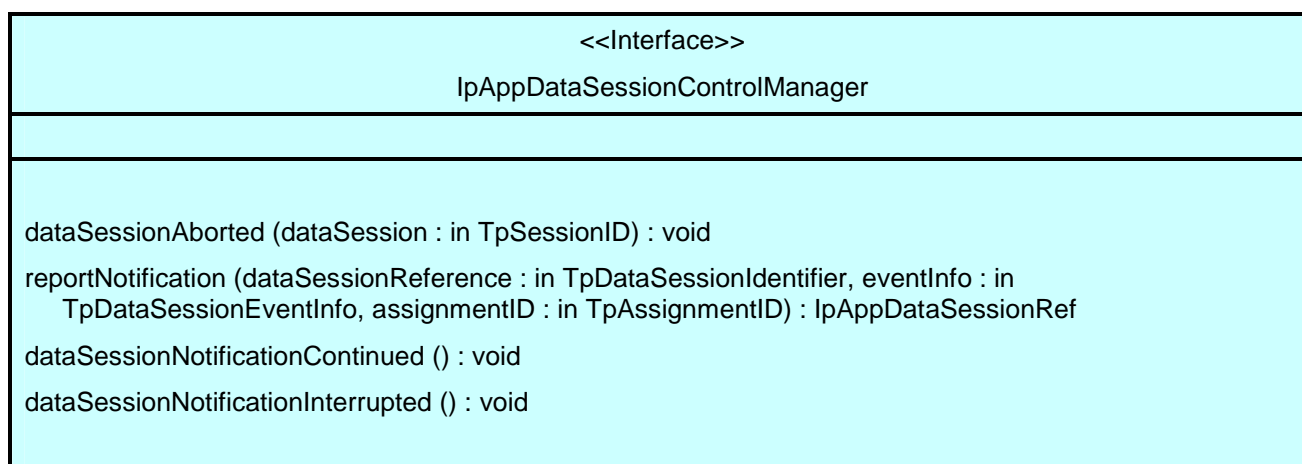 <<Interface>>
IpAppDataSessionControlManager
dataSessionAborted (dataSession : in TpSessionID) : void
reportNotification (dataSessionReference : in TpDataSessionIdentifier, eventInfo : in
TpDataSessionEventInfo, assignmentID : in TpAssignmentID) : IpAppDataSessionRef
dataSessionNotificationContinued () : void
dataSessionNotificationInterrupted () : void